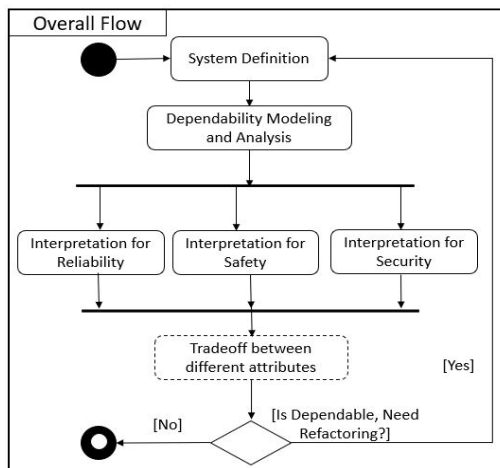 Overall Flow
System Definition
Dependability Modeling
and Analysis
Interpretation for
Reliability
Interpretation for
Safety
Interpretation for
Security
Tradeoff between
different attributes
[Yes]
[No]
[Is Dependable, Need
Refactoring?]